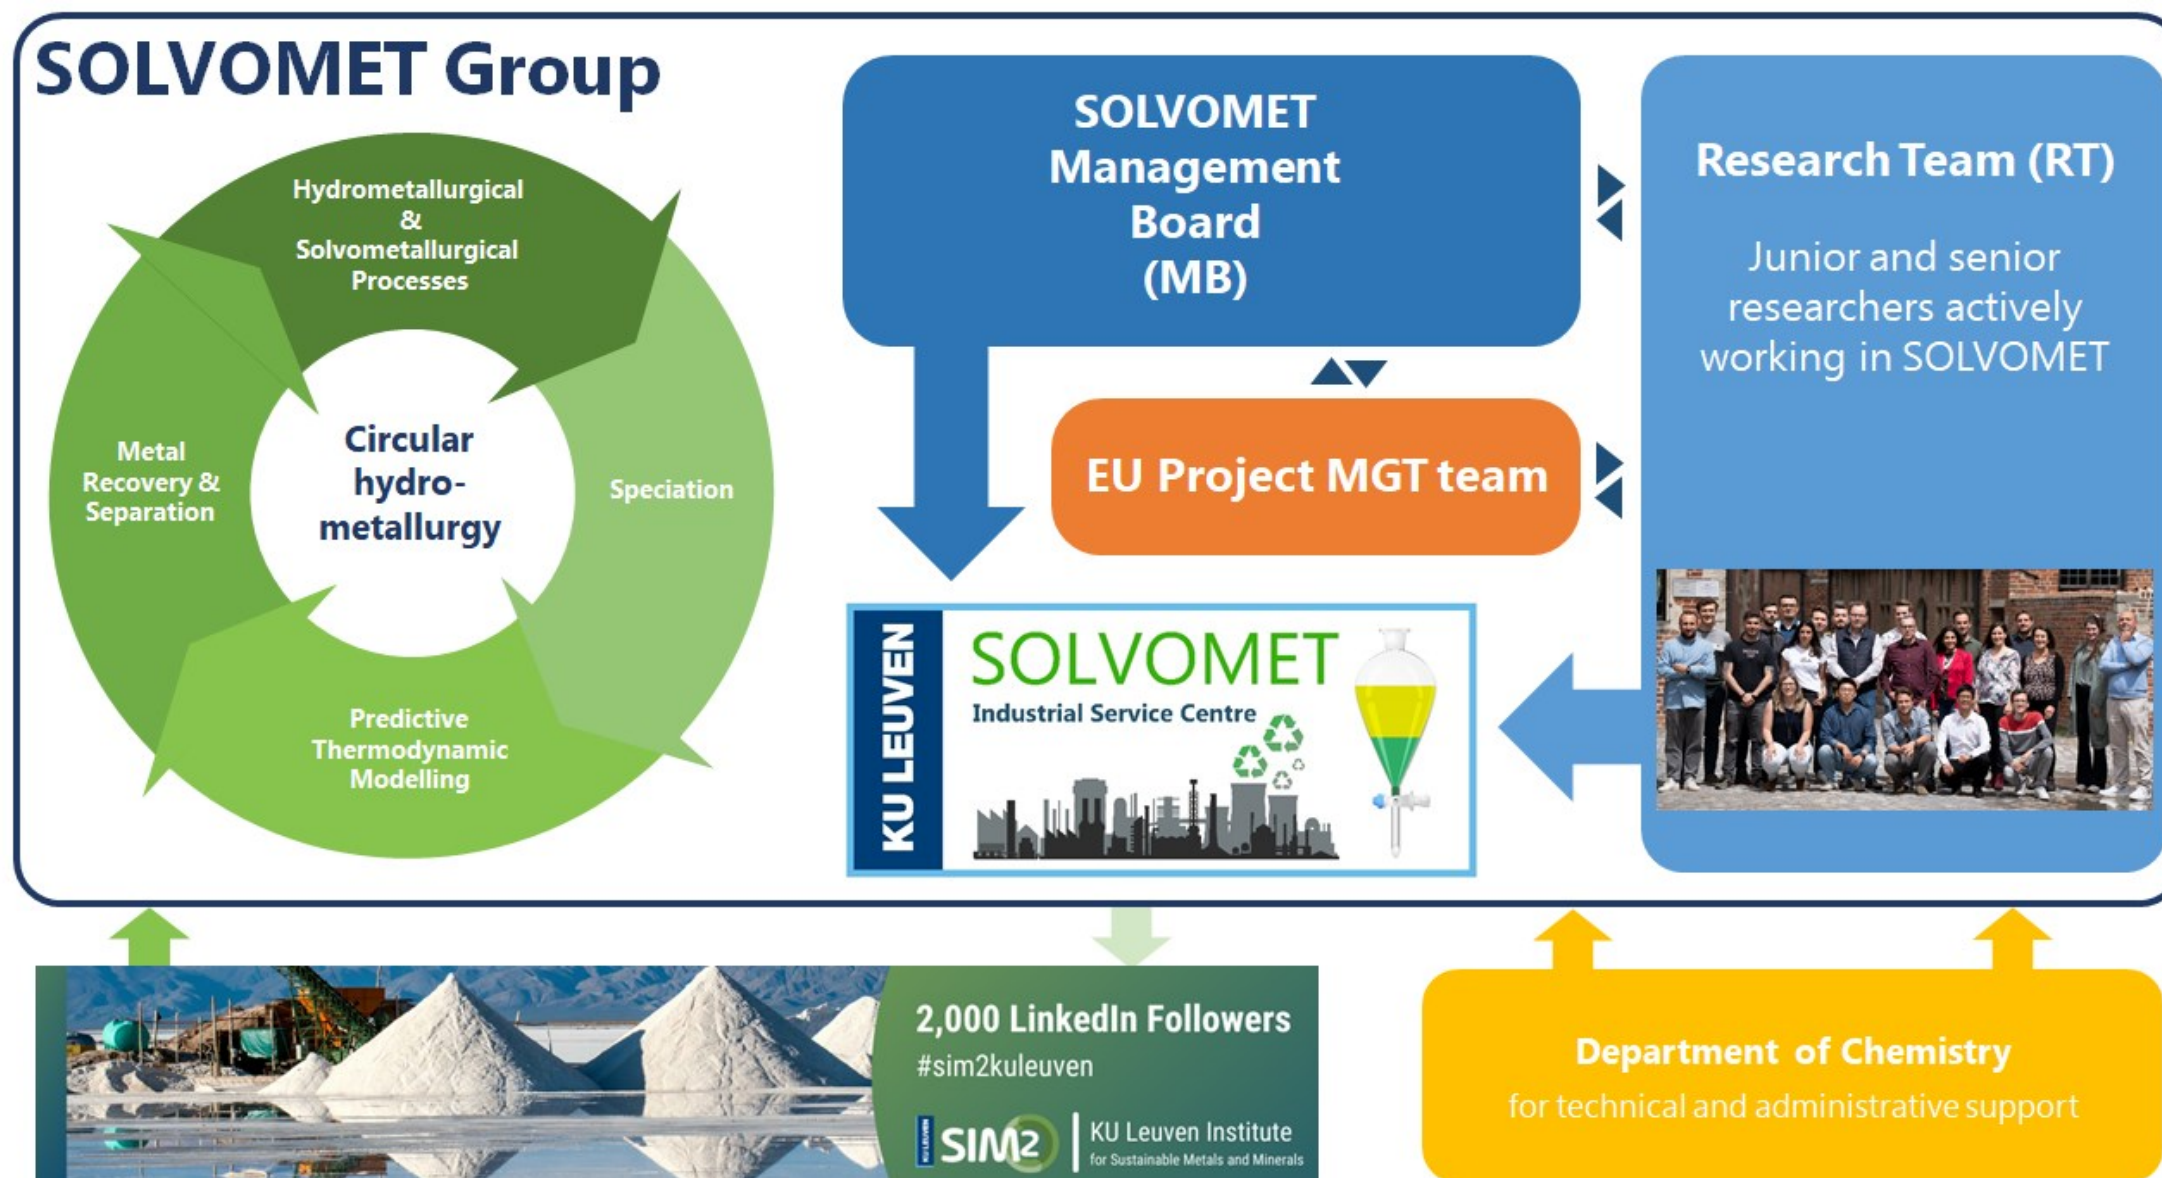 SOLVOMET Group
Hydrometallurgical
&
Solvometallurgical
Processes
Speciation
Predictive
Thermodynamic
Modelling
Metal
Recovery &
Separation
Circular
hydro-
metallurgy
SOLVOMET
Management
Board
(MB)
EU Project MGT team
Research Team (RT)
Junior and senior
researchers actively
working in SOLVOMET
KU LEUVEN
SOLVOMET
Industrial Service Centre
2,000 LinkedIn Followers
#sim2kuleuven
KU LEUVEN
SIM2
KU Leuven Institute
for Sustainable Metals and Minerals
Department of Chemistry
for technical and administrative support